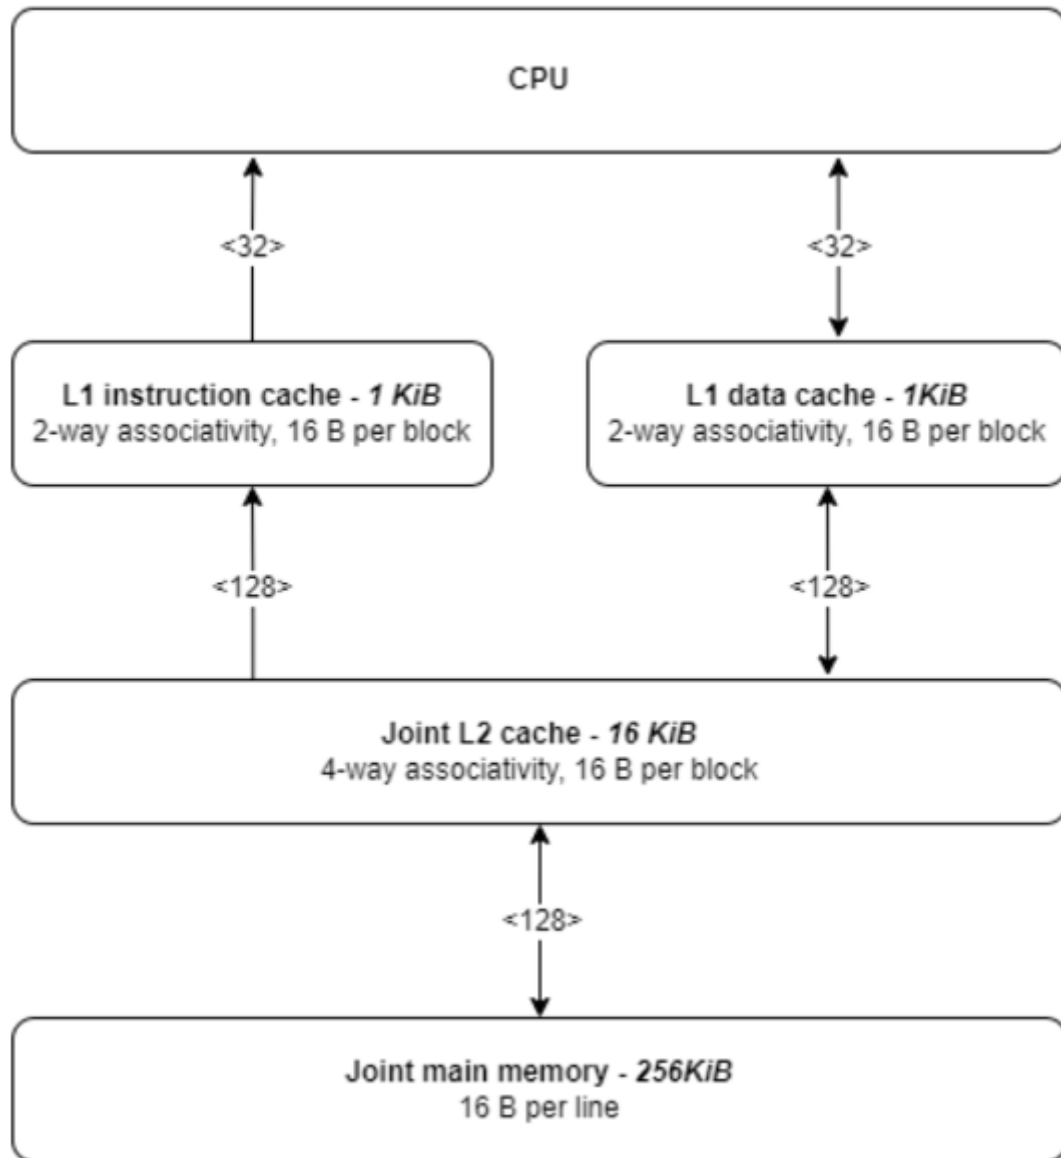 CPU
<32>
<32>
L1 instruction cache - 1 KiB
2-way associativity, 16 B per block
L1 data cache - 1KiB
2-way associativity, 16 B per block
<128>
<128>
Joint L2 cache - 16 KiB
4-way associativity, 16 B per block
<128>
Joint main memory - 256KiB
16 B per line